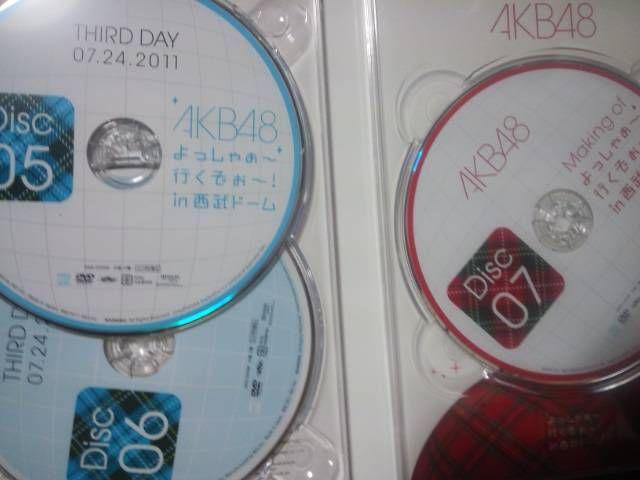 THIRD DAY
07.24.2011
Disc
05
AKB48
よっしゃぁ～
行くぞぉ～!
in 西武ドーム
THIRD DAY
07.24.2011
Disc
06
AKB48
AKB48
Making of
よっしゃぁ～
行くぞぉ～!
in 西武ドーム
Disc
07